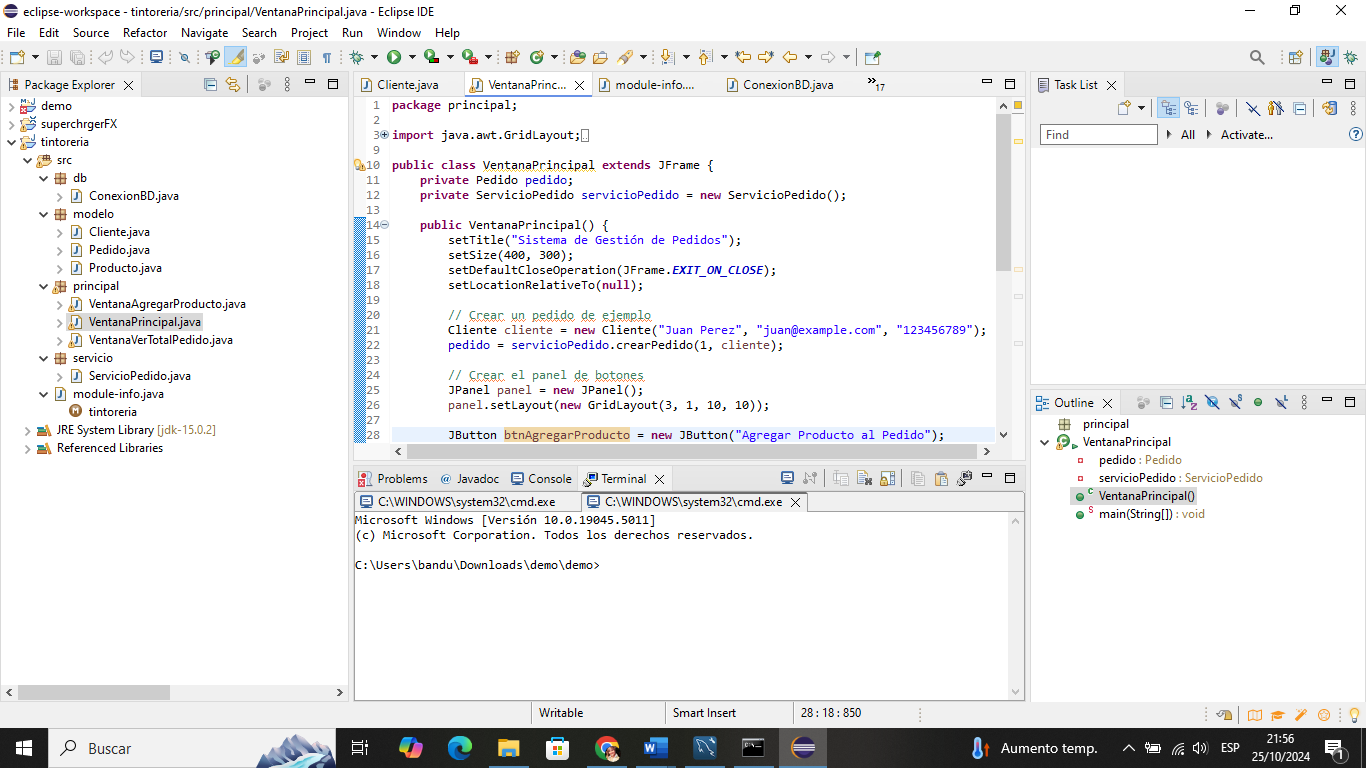 eclipse-workspace - tintoreria/src/principal/VentanaPrincipal.java - Eclipse IDE
File Edit Source Refactor Navigate Search Project Run Window Help
Package Explorer
demo
superchrgerFX
tintoreria
src
db
ConexionBD.java
modelo
Cliente.java
Pedido.java
Producto.java
principal
VentanaAgregarProducto.java
VentanaPrincipal.java
VentanaVerTotalPedido.java
servicio
ServicioPedido.java
module-info.java
tintoreria
JRE System Library [jdk-15.0.2]
Referenced Libraries
Cliente.java VentanaPrinc... module-info.... ConexionBD.java »17
1 package principal;
2
3 import java.awt.GridLayout;
9
10 public class VentanaPrincipal extends JFrame {
11 private Pedido pedido;
12 private ServicioPedido servicioPedido = new ServicioPedido();
13
14 public VentanaPrincipal() {
15 setTitle("Sistema de Gestión de Pedidos");
16 setSize(400, 300);
17 setDefaultCloseOperation(JFrame.EXIT_ON_CLOSE);
18 setLocationRelativeTo(null);
19
20 // Crear un pedido de ejemplo
21 Cliente cliente = new Cliente("Juan Perez", "juan@example.com", "123456789");
22 pedido = servicioPedido.crearPedido(1, cliente);
23
24 // Crear el panel de botones
25 JPanel panel = new JPanel();
26 panel.setLayout(new GridLayout(3, 1, 10, 10));
27
28 JButton btnAgregarProducto = new JButton("Agregar Producto al Pedido");
Problems @ Javadoc Console Terminal
C:\WINDOWS\system32\cmd.exe C:\WINDOWS\system32\cmd.exe
Microsoft Windows [Versión 10.0.19045.5011]
(c) Microsoft Corporation. Todos los derechos reservados.
C:\Users\bandu\Downloads\demo\demo>
Task List
Find All Activate...
Outline
principal
VentanaPrincipal
pedido : Pedido
servicioPedido : ServicioPedido
VentanaPrincipal()
main(String[]) : void
Writable Smart Insert 28 : 18 : 850
Buscar
Aumento temp. ESP
21:56
25/10/2024
1